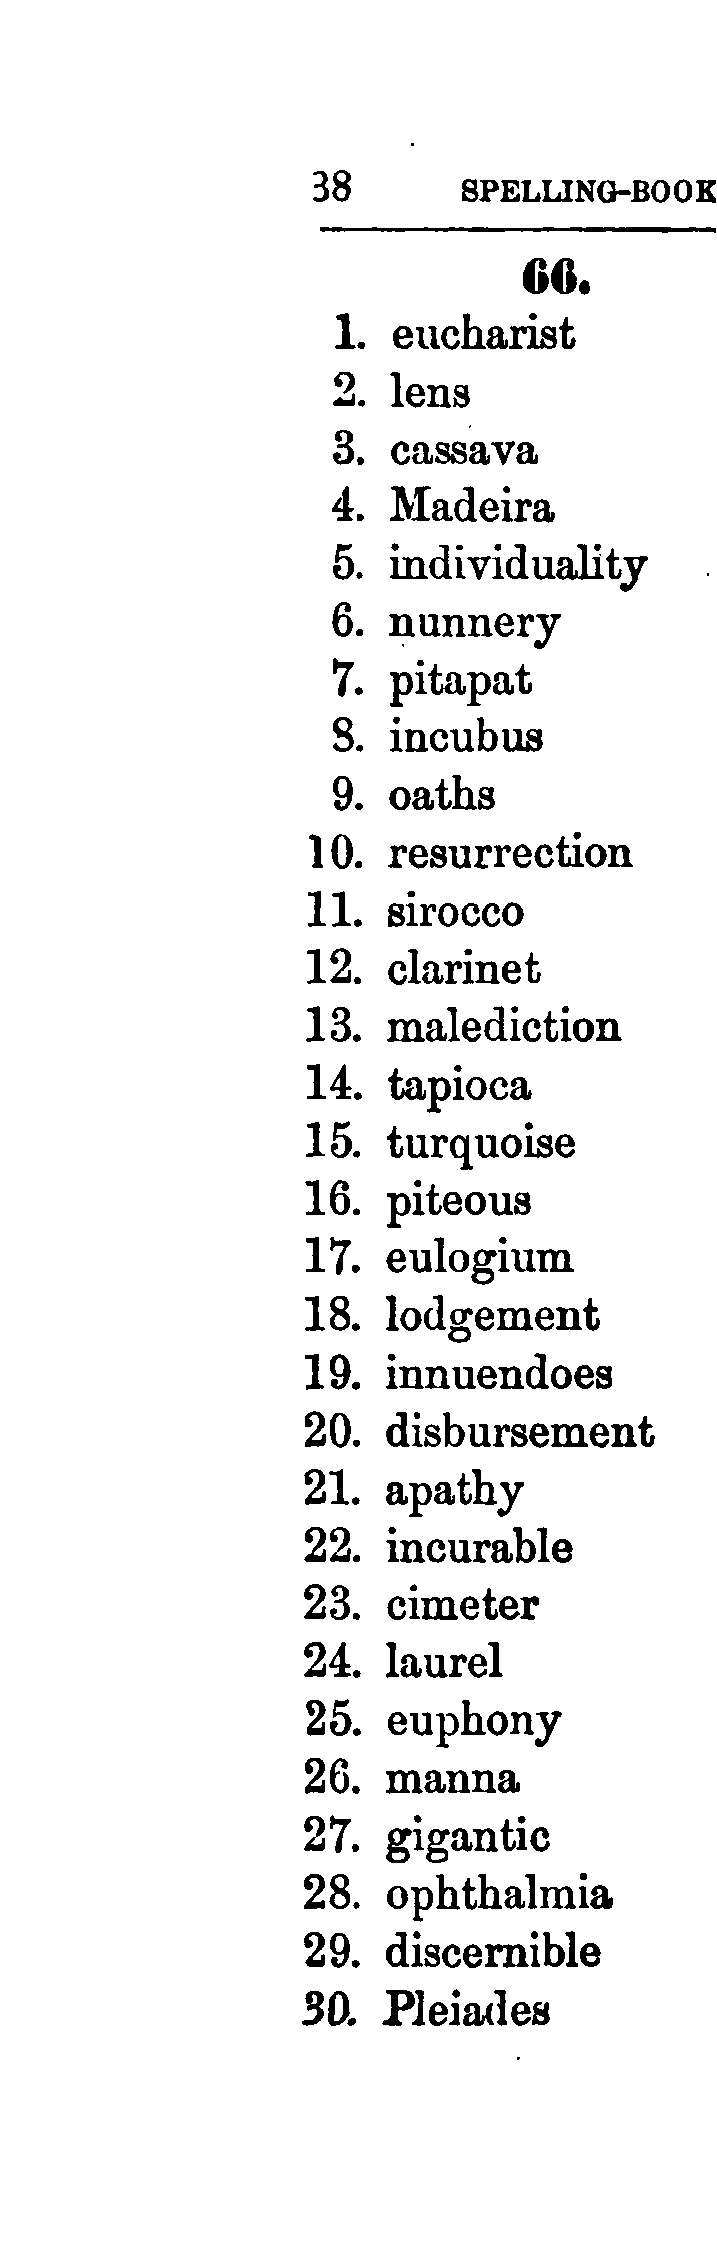 38 SPELLING-BOOK
66.
1. eucharist
2. lens
3. cassava
4. Madeira
5. individuality
6. nunnery
7. pitapat
8. incubus
9. oaths
10. resurrection
11. sirocco
12. clarinet
13. malediction
14. tapioca
15. turquoise
16. piteous
17. eulogium
18. lodgement
19. innuendoes
20. disbursement
21. apathy
22. incurable
23. cimeter
24. laurel
25. euphony
26. manna
27. gigantic
28. ophthalmia
29. discernible
30. Pleiades